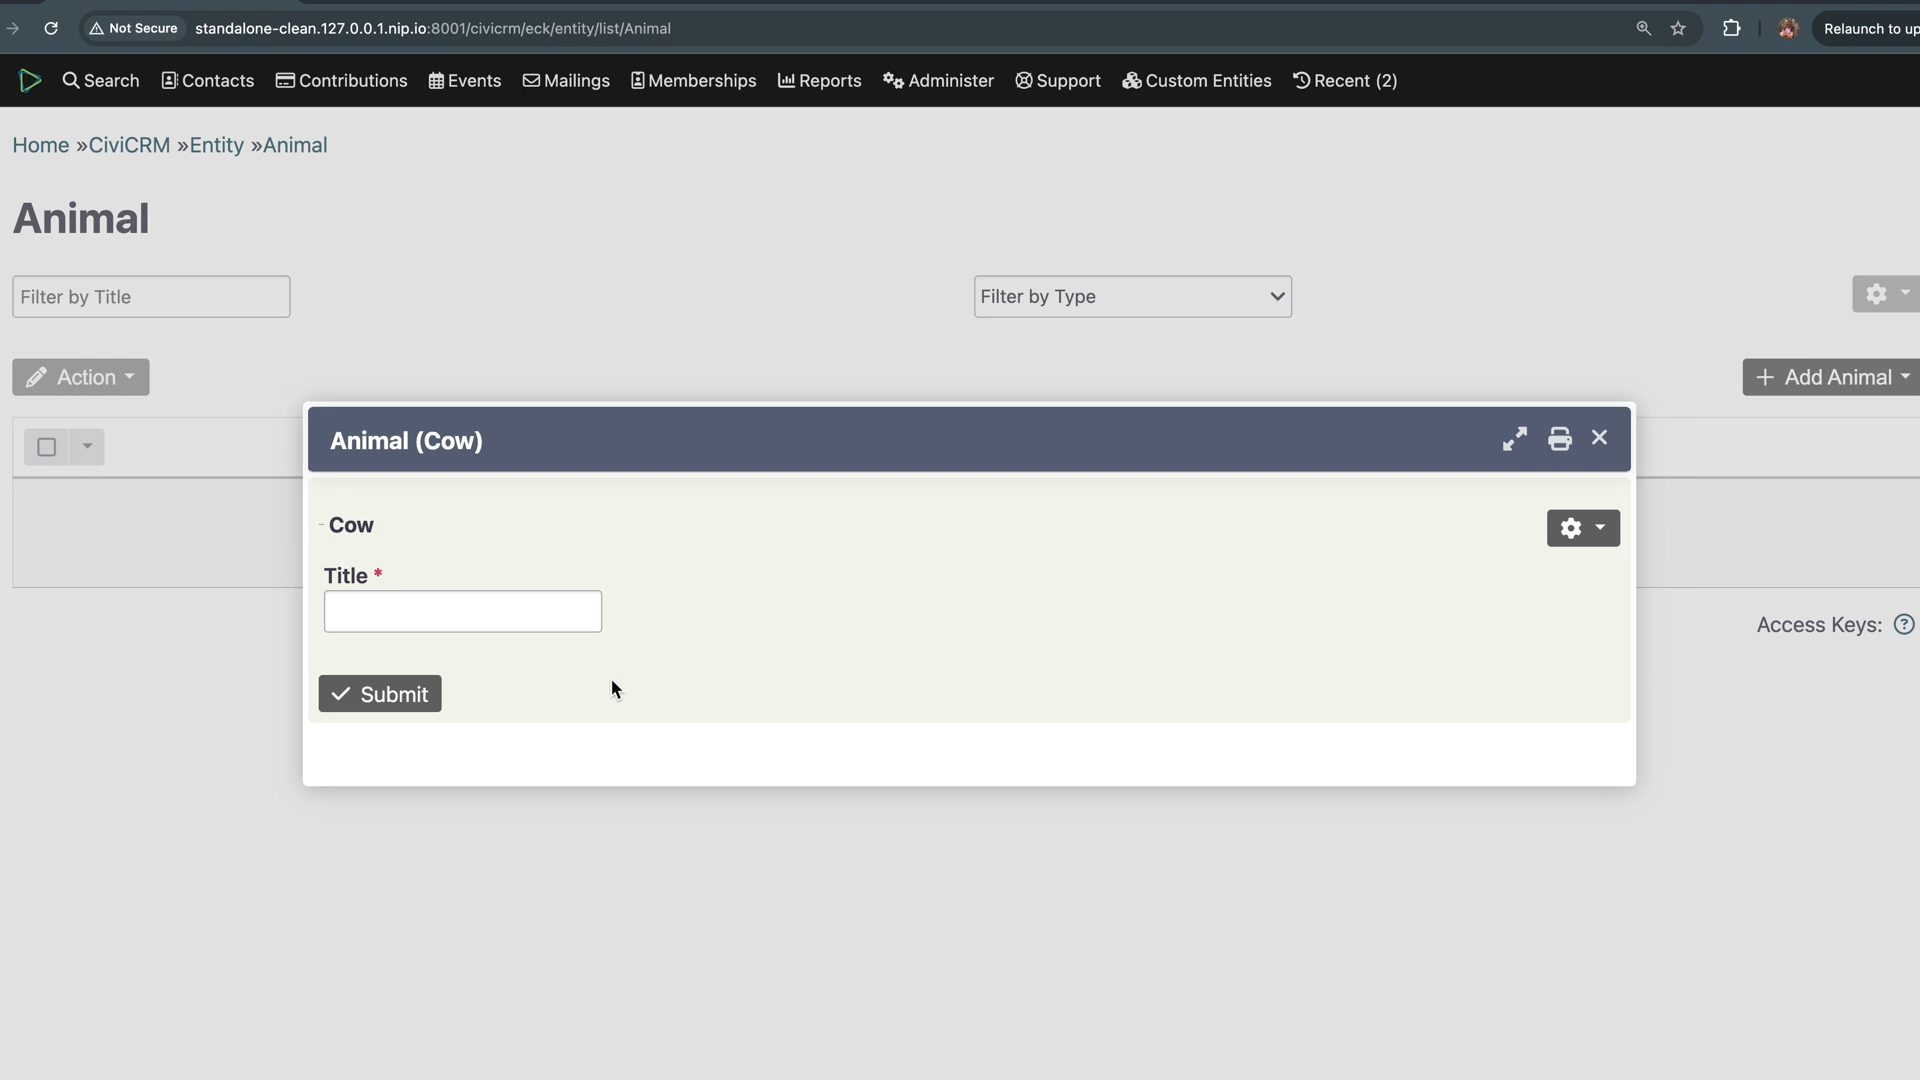 Not Secure standalone-clean.127.0.0.1.nip.io:8001/civicrm/eck/entity/list/Animal Relaunch to up
Search Contacts Contributions Events Mailings Memberships Reports Administer Support Custom Entities Recent (2)
Home »CiviCRM »Entity »Animal
Animal
Filter by Title Filter by Type
Action + Add Animal
Animal (Cow)
Cow
Title *
Access Keys: ?
Submit